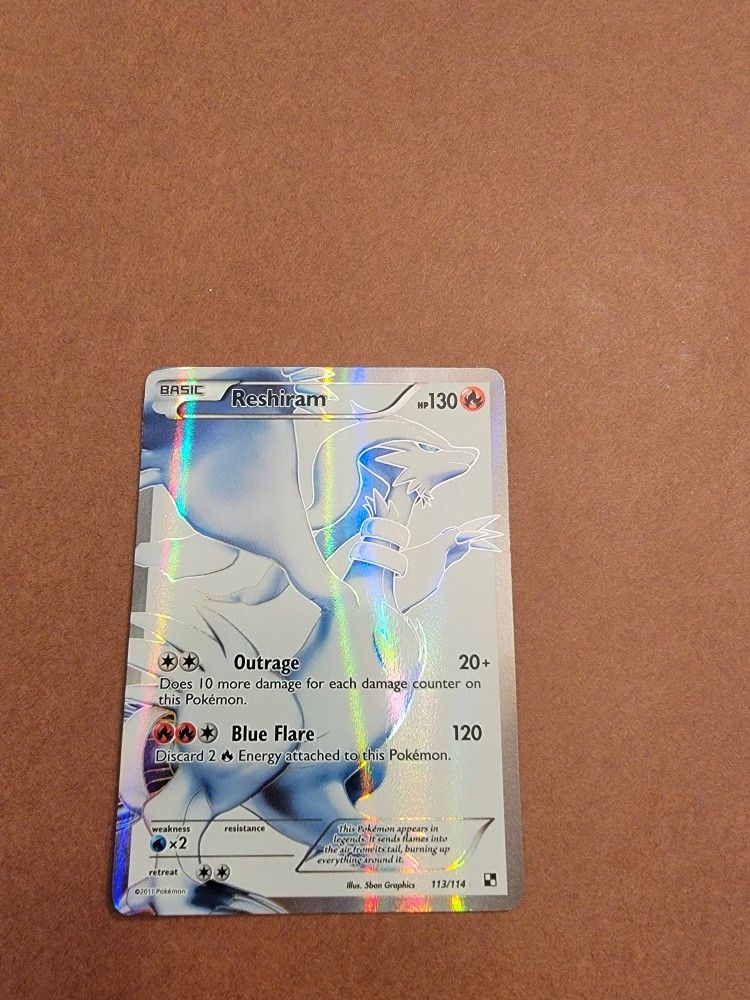 BASIC Reshiram HP130
Outrage 20+
Does 10 more damage for each damage counter on
this Pokémon.
Blue Flare 120
Discard 2 Energy attached to this Pokémon.
weakness resistance
×2
retreat
This Pokémon appears in
legends. It sends flames into
the air from its tail, burning up
everything around it.
©2011 Pokémon
Illus. 5ban Graphics 113/114